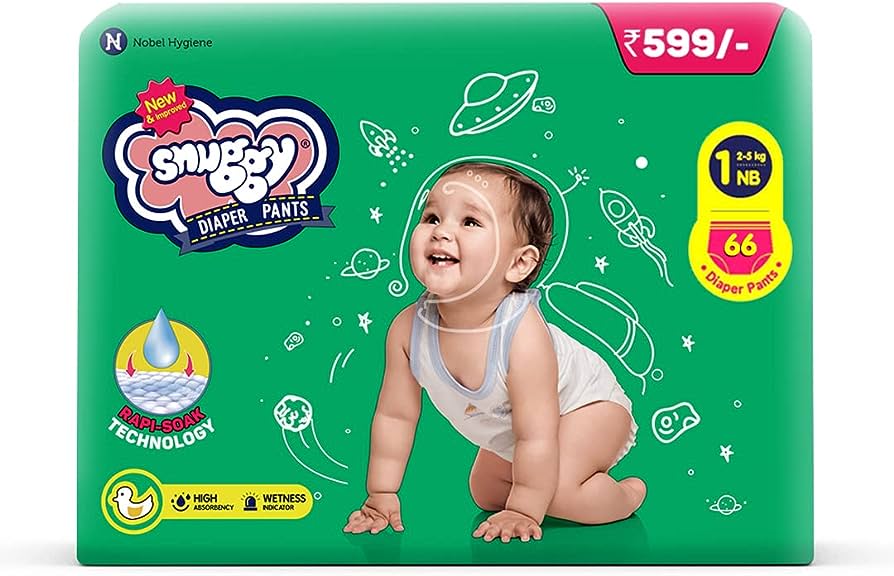 N Nobel Hygiene
₹599/-
New
& Improved
snuggy®
DIAPER PANTS
1 2-5 kg
NB
66
• Diaper Pants •
RAPI-SOAK
TECHNOLOGY
HIGH
ABSORBENCY
WETNESS
INDICATOR